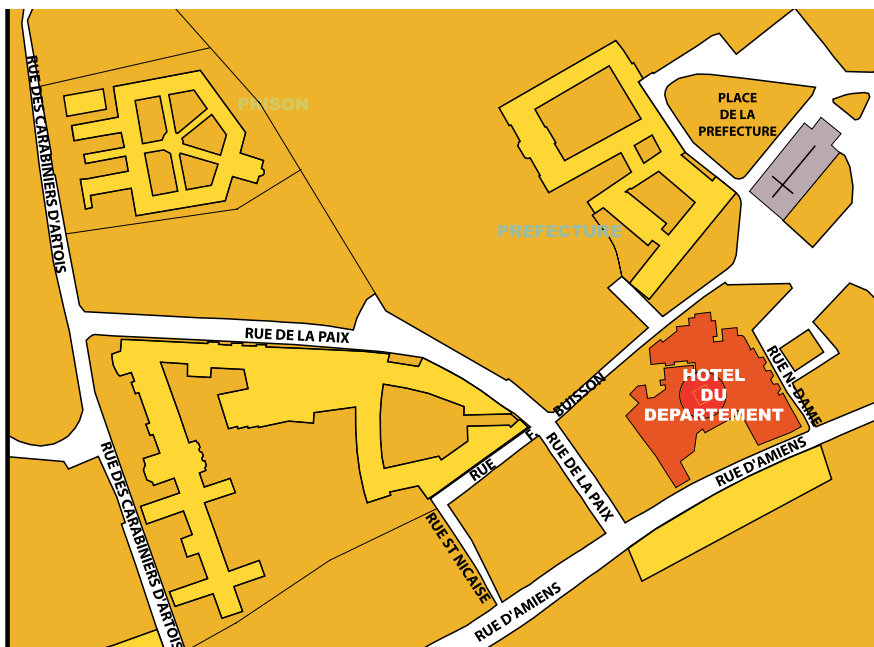 RUE DES CARABINIERS D'ARTOIS
PRISON
PLACE
DE LA
PREFECTURE
PREFECTURE
RUE DE LA PAIX
RUE N. DAME
HOTEL
DU
DEPARTEMENT
BUISSON
RUE
RUE DE LA PAIX
RUE D'AMIENS
RUE DES CARABINIERS D'ARTOIS
RUE ST NICAISE
RUE D'AMIENS